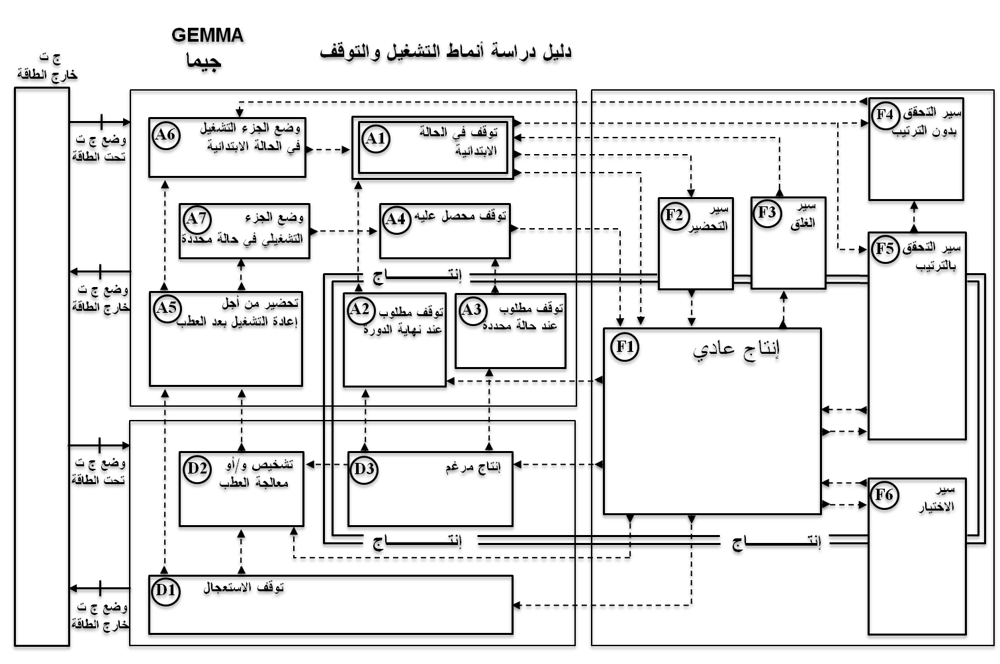 GEMMA
جيما
دليل دراسة أنماط التشغيل والتوقف
ج ت
خارج الطاقة
وضع ج ت
تحت الطاقة
وضع ج ت
خارج الطاقة
وضع ج ت
تحت الطاقة
وضع ج ت
خارج الطاقة
A6
وضع الجزء التشغيل
في الحالة الابتدائية
A1
توقف في الحالة
الابتدائية
A7
وضع الجزء
التشغيلي في حالة محددة
A4
توقف محصل عليه
A5
تحضير من أجل
إعادة التشغيل بعد العطب
A2
توقف مطلوب
عند نهاية الدورة
A3
توقف مطلوب
عند حالة محددة
D2
تشخيص و/أو
معالجة العطب
D3
إنتاج مرغم
D1
توقف الاستعجال
F4
سير التحقق
بدون الترتيب
F2
سير
التحضير
F3
سير
الغلق
F5
سير التحقق
بالترتيب
F1
إنتاج عادي
F6
سير
الاختيار
إنتـــــــــاج
إنتـــــــــاج
إنتـــــــــاج